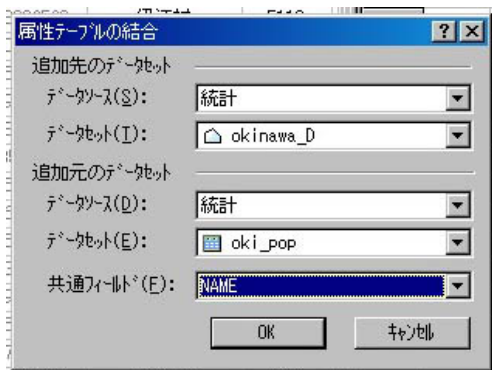 属性ﾃｰﾌﾞﾙの結合
追加先のﾃﾞｰﾀｾｯﾄ
ﾃﾞｰﾀｿｰｽ(S): 統計
ﾃﾞｰﾀｾｯﾄ(T): okinawa_D
追加元のﾃﾞｰﾀｾｯﾄ
ﾃﾞｰﾀｿｰｽ(D): 統計
ﾃﾞｰﾀｾｯﾄ(E): oki_pop
共通ﾌｨｰﾙﾄﾞ(F): NAME
OK ｷｬﾝｾﾙ